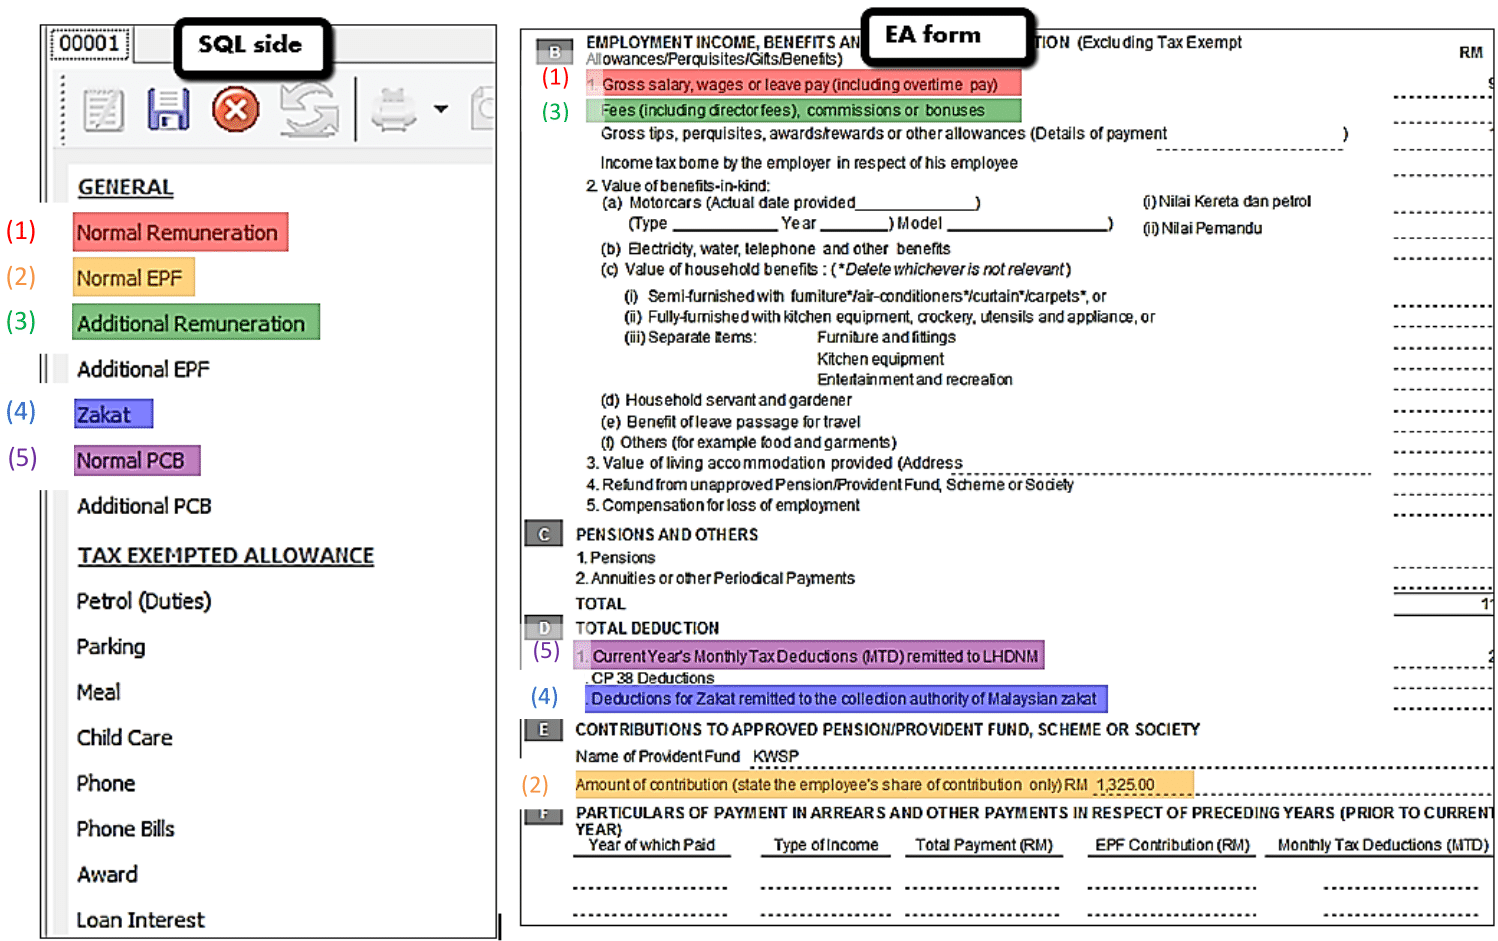 00001
SQL side
GENERAL
(1) Normal Remuneration
(2) Normal EPF
(3) Additional Remuneration
Additional EPF
(4) Zakat
(5) Normal PCB
Additional PCB
TAX EXEMPTED ALLOWANCE
Petrol (Duties)
Parking
Meal
Child Care
Phone
Phone Bills
Award
Loan Interest
EA form
B EMPLOYMENT INCOME, BENEFITS AN TION (Excluding Tax Exempt
Allowances/Perquisites/Gifts/Benefits) RM
(1) 1. Gross salary, wages or leave pay (including overtime pay)
(3) Fees (including director fees), commissions or bonuses
Gross tips, perquisites, awards/rewards or other allowances (Details of payment )
Income tax borne by the employer in respect of his employee
2. Value of benefits-in-kind:
(a) Motorcars (Actual date provided____________) (i) Nilai Kereta dan petrol
(Type __________ Year _________) Model ________________) (ii) Nilai Pemandu
(b) Electricity, water, telephone and other benefits
(c) Value of household benefits : (*Delete whichever is not relevant)
(i) Semi-furnished with furniture*/air-conditioners*/curtain*/carpets*, or
(ii) Fully-furnished with kitchen equipment, crockery, utensils and appliance, or
(iii) Separate Items: Furniture and fittings
Kitchen equipment
Entertainment and recreation
(d) Household servant and gardener
(e) Benefit of leave passage for travel
(f) Others (for example food and garments)
3. Value of living accommodation provided (Address
4. Refund from unapproved Pension/Provident Fund, Scheme or Society
5. Compensation for loss of employment
C PENSIONS AND OTHERS
1. Pensions
2. Annuities or other Periodical Payments
TOTAL 1
D TOTAL DEDUCTION
(5) 1. Current Year's Monthly Tax Deductions (MTD) remitted to LHDNM 2
. CP 38 Deductions
(4) . Deductions for Zakat remitted to the collection authority of Malaysian zakat
E CONTRIBUTIONS TO APPROVED PENSION/PROVIDENT FUND, SCHEME OR SOCIETY
Name of Provident Fund KWSP
(2) Amount of contribution (state the employee's share of contribution only) RM 1,325.00
F PARTICULARS OF PAYMENT IN ARREARS AND OTHER PAYMENTS IN RESPECT OF PRECEDING YEARS (PRIOR TO CURRENT
YEAR)
Year of which Paid Type of Income Total Payment (RM) EPF Contribution (RM) Monthly Tax Deductions (MTD)